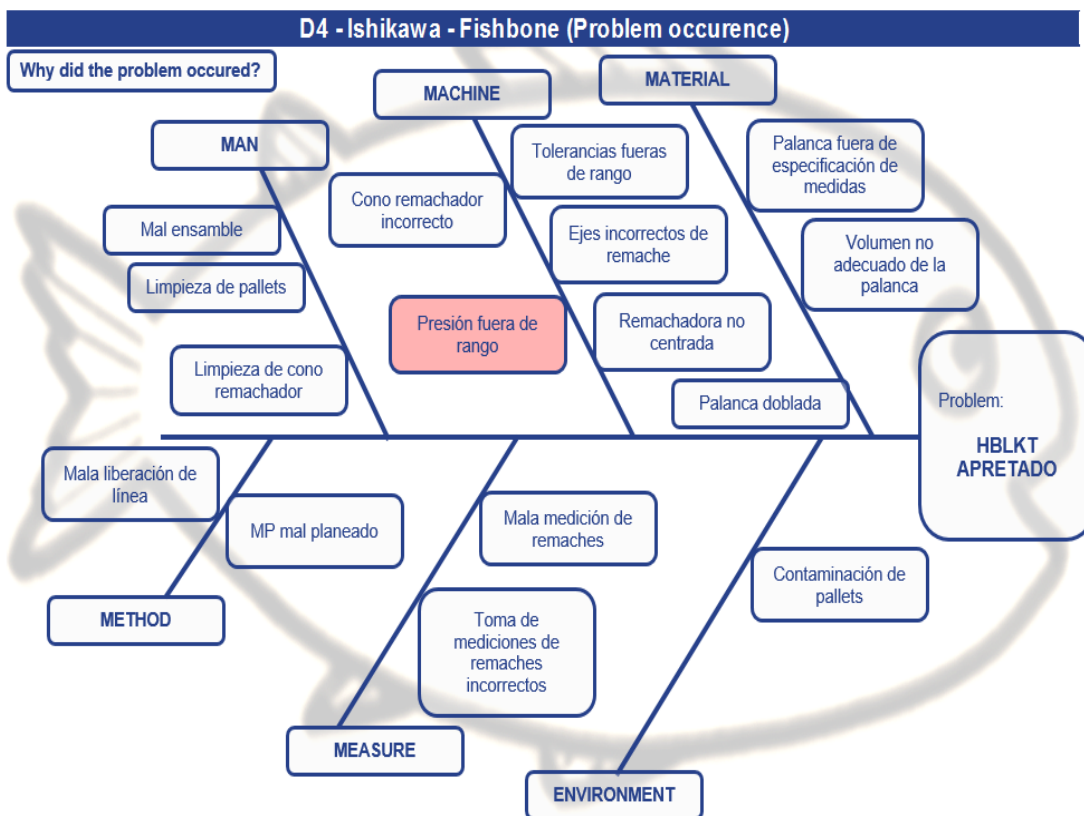 D4 - Ishikawa - Fishbone (Problem occurence)
Why did the problem occured?
MAN
MACHINE
MATERIAL
Mal ensamble
Limpieza de pallets
Limpieza de cono
remachador
Cono remachador
incorrecto
Presión fuera de
rango
Tolerancias fueras
de rango
Ejes incorrectos de
remache
Remachadora no
centrada
Palanca doblada
Palanca fuera de
especificación de
medidas
Volumen no
adecuado de la
palanca
Problem:
HBLKT
APRETADO
Mala liberación de
línea
MP mal planeado
METHOD
Mala medición de
remaches
Toma de
mediciones de
remaches
incorrectos
MEASURE
Contaminación de
pallets
ENVIRONMENT